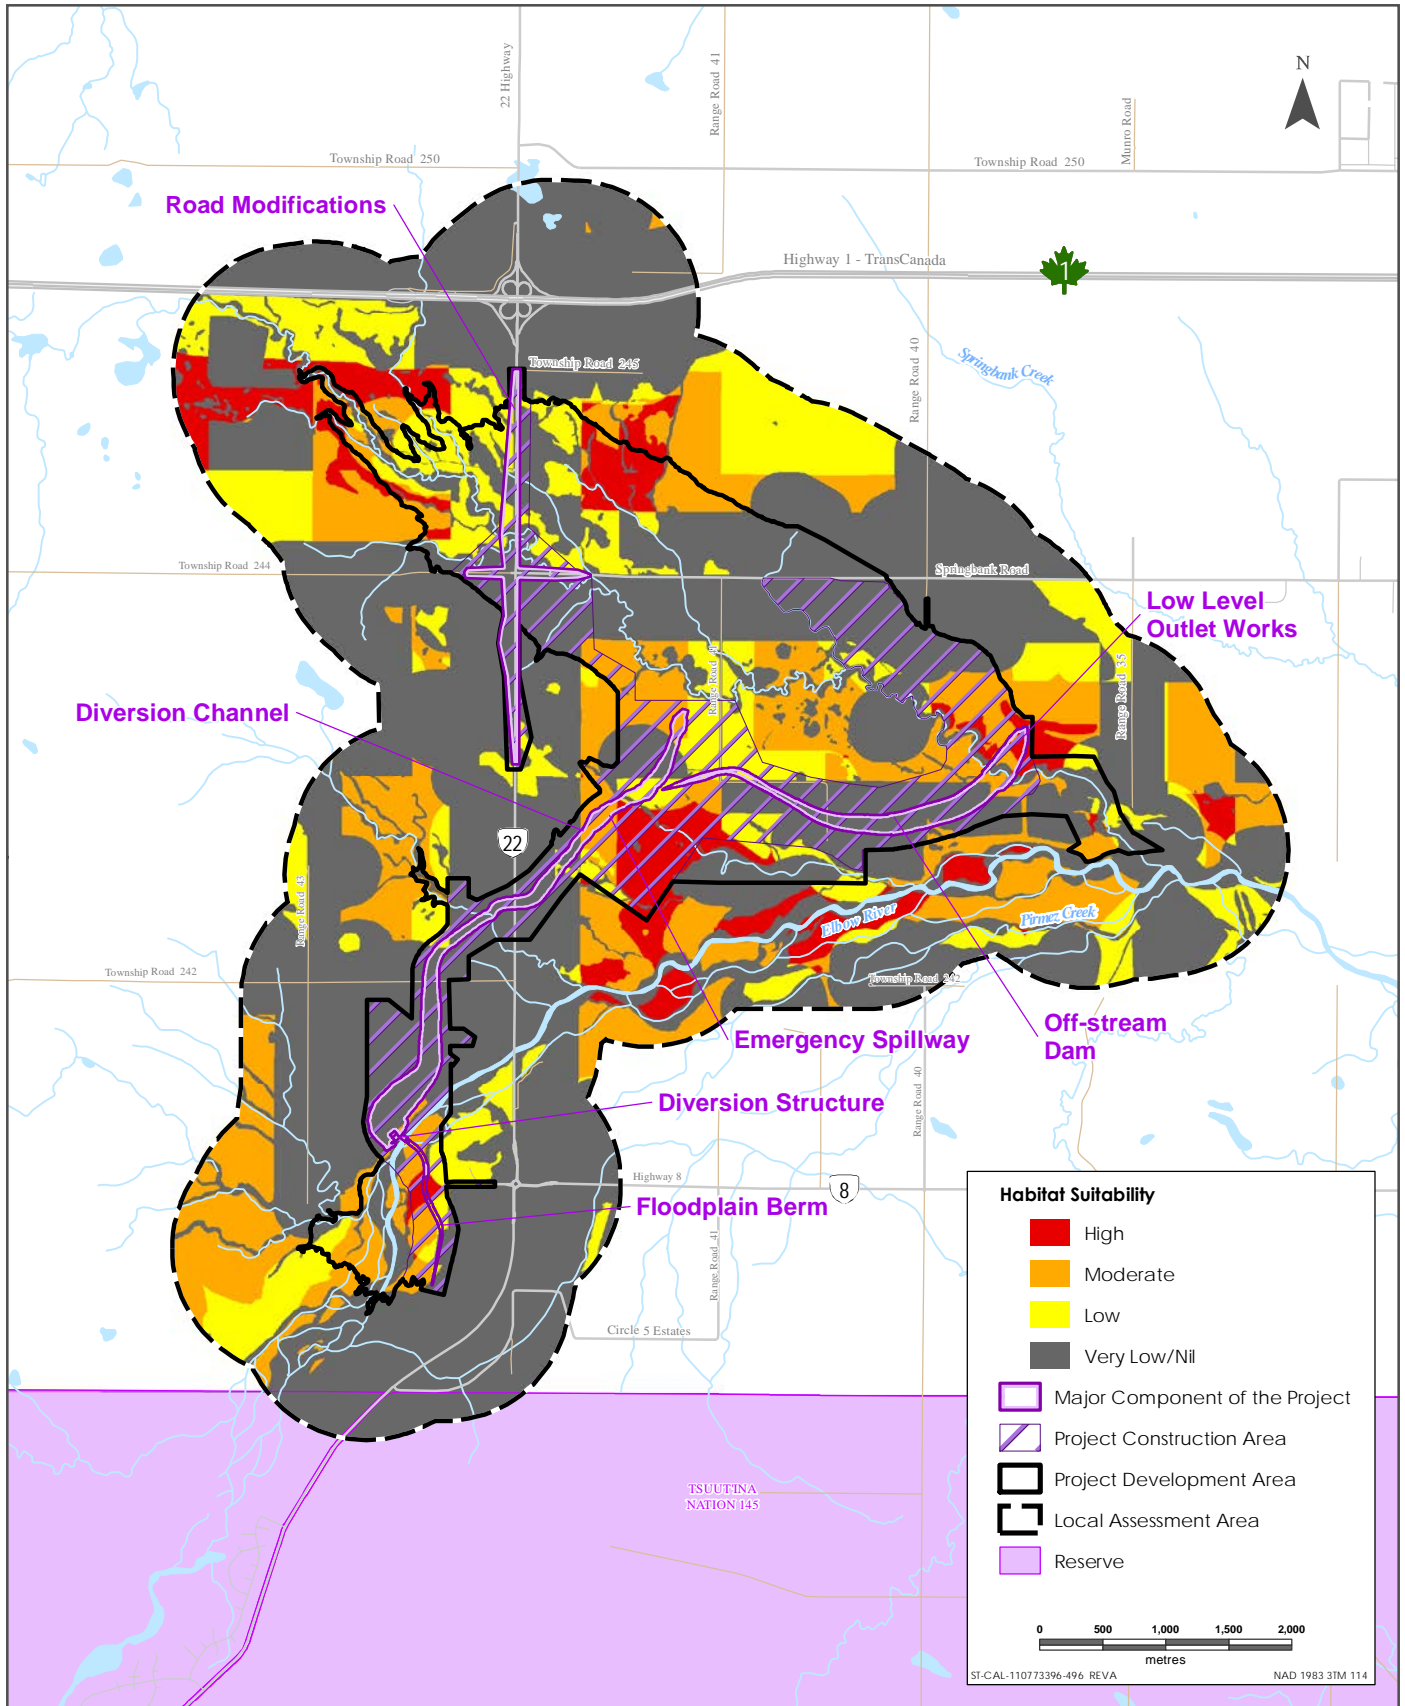 22 Highway
Range Road 41
Munro Road
N
Township Road 250
Township Road 250
Road Modifications
Highway 1 - TransCanada
1
Township Road 245
Range Road 40
Springbank Creek
Township Road 244
Springbank Road
Low Level
Outlet Works
Range Road 41
Range Road 35
Diversion Channel
22
Range Road 43
Elbow River
Pirmez Creek
Township Road 242
Township Road 242
Off-stream
Dam
Emergency Spillway
Diversion Structure
Range Road 40
Highway 8
8
Floodplain Berm
Range Road 41
Circle 5 Estates
TSUUT'INA
NATION 145
Habitat Suitability
High
Moderate
Low
Very Low/Nil
Major Component of the Project
Project Construction Area
Project Development Area
Local Assessment Area
Reserve
0 500 1,000 1,500 2,000
metres
ST-CAL-110773396-496 REVA
NAD 1983 3TM 114